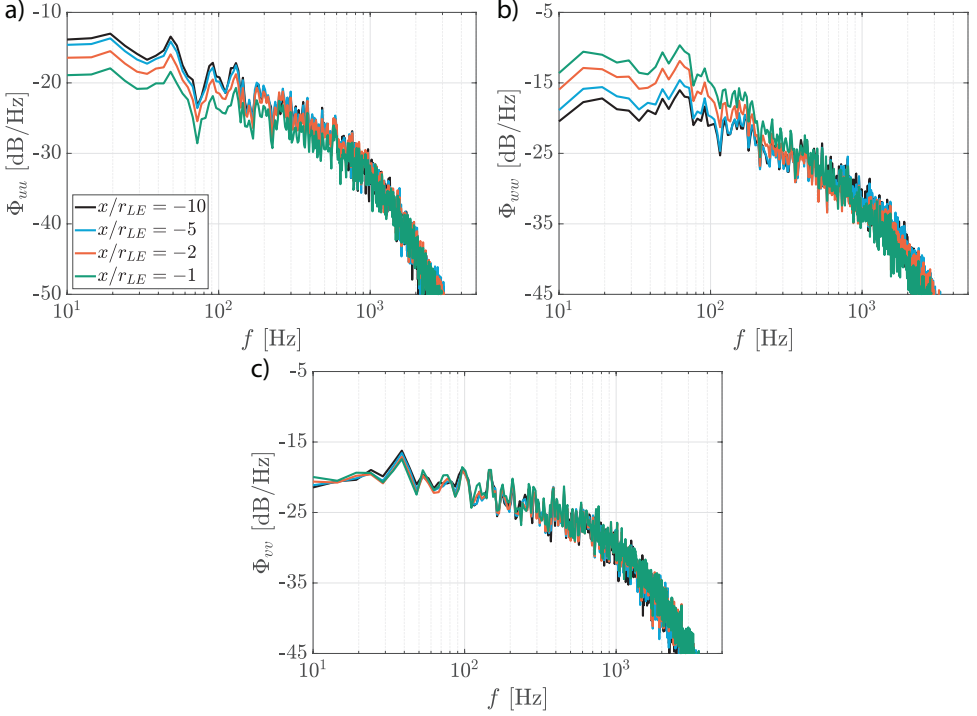 a)
-10
-20
-30
-40
-50
Φuu [dB/Hz]
x/rLE = −10
x/rLE = −5
x/rLE = −2
x/rLE = −1
10^1
10^2
10^3
f [Hz]
b)
-5
-15
-25
-35
-45
Φww [dB/Hz]
10^1
10^2
10^3
f [Hz]
c)
-5
-15
-25
-35
-45
Φvv [dB/Hz]
10^1
10^2
10^3
f [Hz]